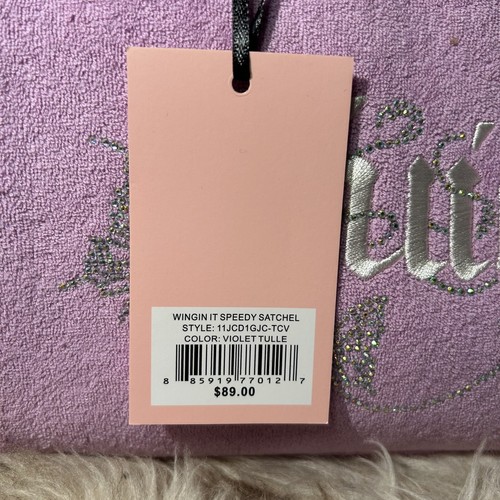 WINGIN IT SPEEDY SATCHEL
STYLE: 11JCD1GJC-TCV
COLOR: VIOLET TULLE
8 85919 77012 7
$89.00